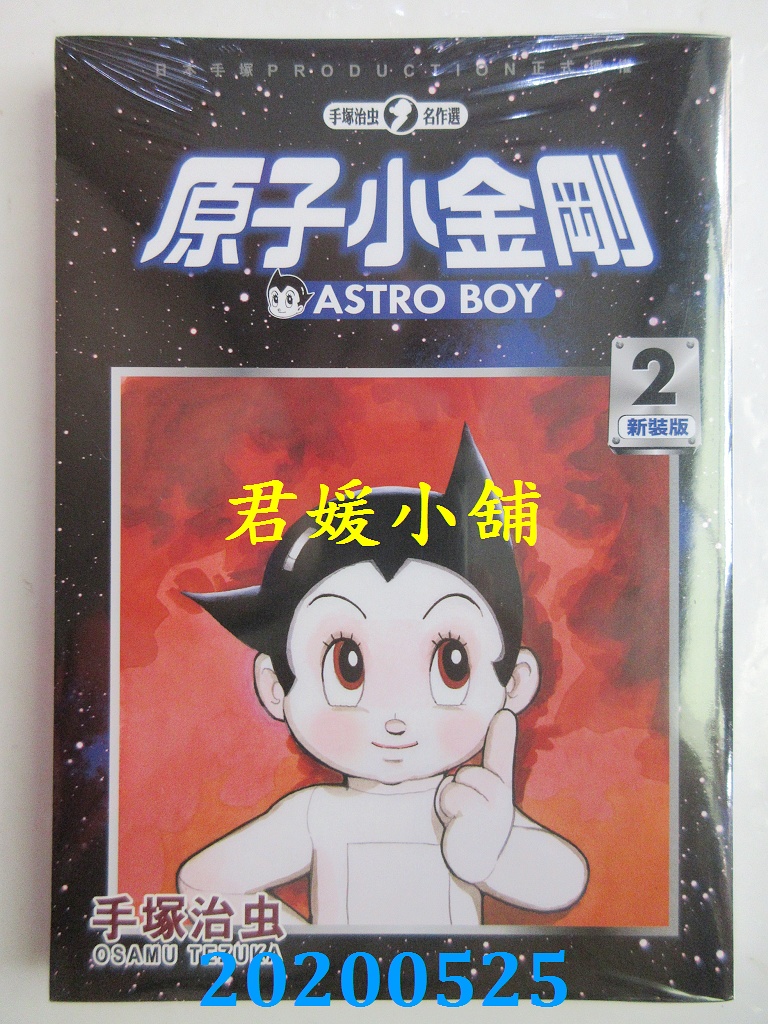 日本手塚PRODUCTION正式授權
手塚治虫 名作選
原子小金剛
ASTRO BOY
2
新裝版
君媛小舖
手塚治虫
OSAMU TEZUKA
20200525